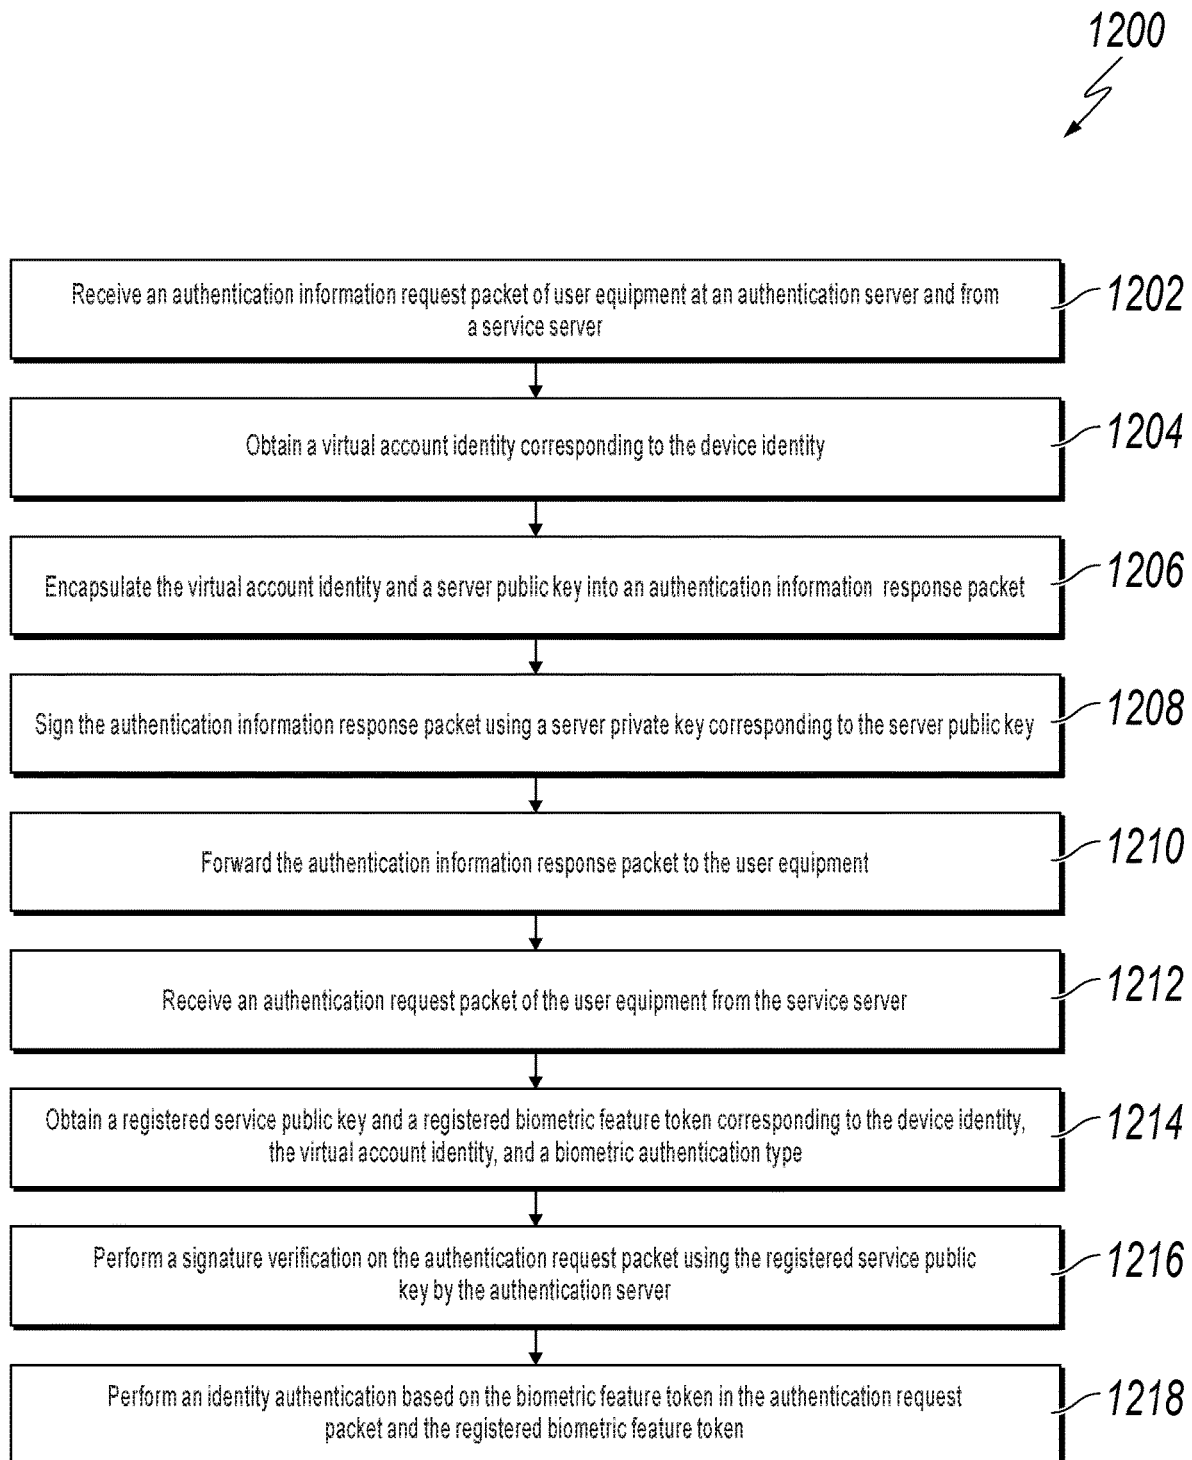 1200
Receive an authentication information request packet of user equipment at an authentication server and from
a service server
1202
Obtain a virtual account identity corresponding to the device identity
1204
Encapsulate the virtual account identity and a server public key into an authentication information response packet
1206
Sign the authentication information response packet using a server private key corresponding to the server public key
1208
Forward the authentication information response packet to the user equipment
1210
Receive an authentication request packet of the user equipment from the service server
1212
Obtain a registered service public key and a registered biometric feature token corresponding to the device identity,
the virtual account identity, and a biometric authentication type
1214
Perform a signature verification on the authentication request packet using the registered service public
key by the authentication server
1216
Perform an identity authentication based on the biometric feature token in the authentication request
packet and the registered biometric feature token
1218